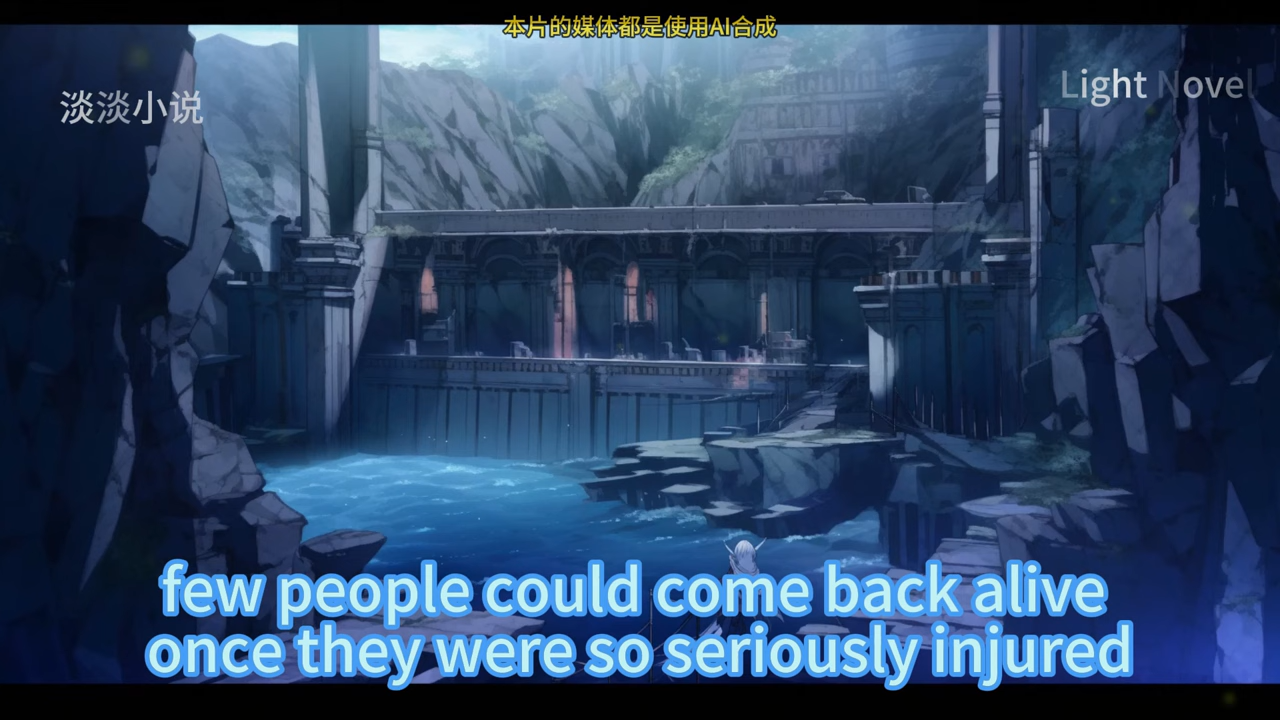 本片的媒体都是使用AI合成
淡淡小说
Light Novel
few people could come back alive
once they were so seriously injured